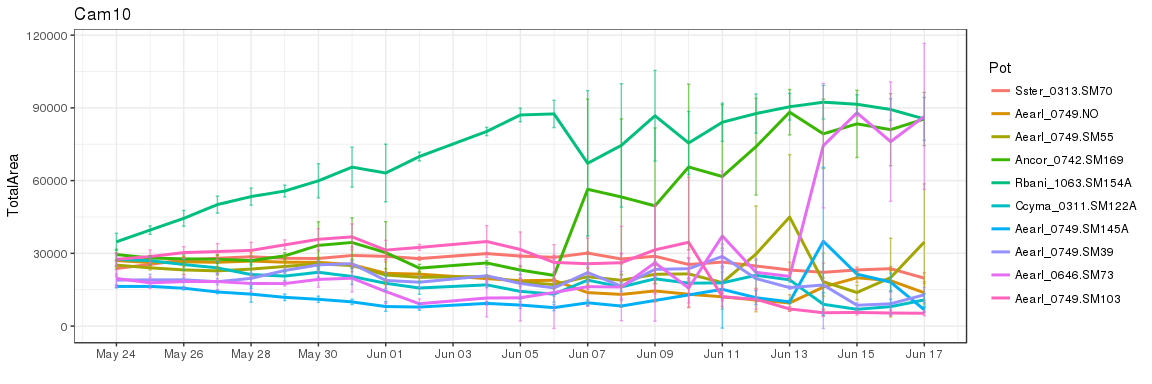 Cam10
TotalArea
120000
90000
60000
30000
0
May 24 May 26 May 28 May 30 Jun 01 Jun 03 Jun 05 Jun 07 Jun 09 Jun 11 Jun 13 Jun 15 Jun 17
Pot
Sster_0313.SM70
Aearl_0749.NO
Aearl_0749.SM55
Ancor_0742.SM169
Rbani_1063.SM154A
Ccyma_0311.SM122A
Aearl_0749.SM145A
Aearl_0749.SM39
Aearl_0646.SM73
Aearl_0749.SM103